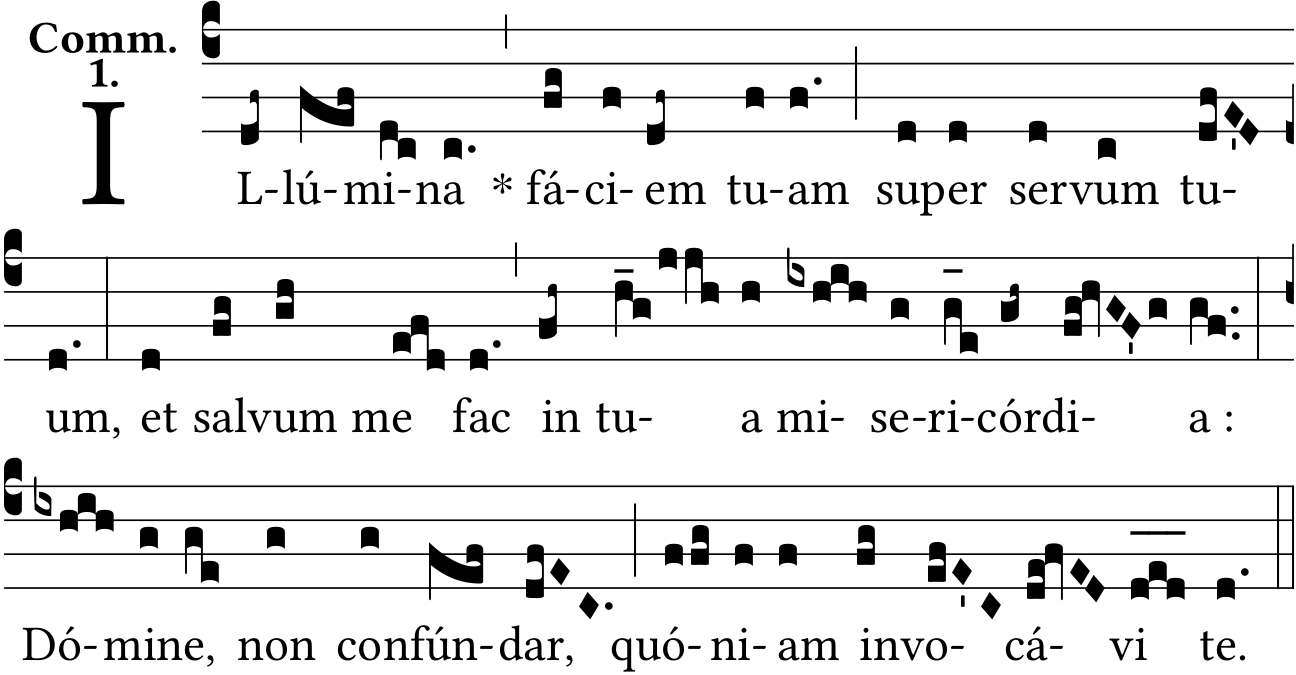 Comm.
1.
IL-lú-mi-na * fá-ci-em tu-am super servum tu-
um, et salvum me fac in tu- a mi- se-ri-córdi- a :
Dó-mine, non confún-dar, quó-ni-am invo- cá- vi te.